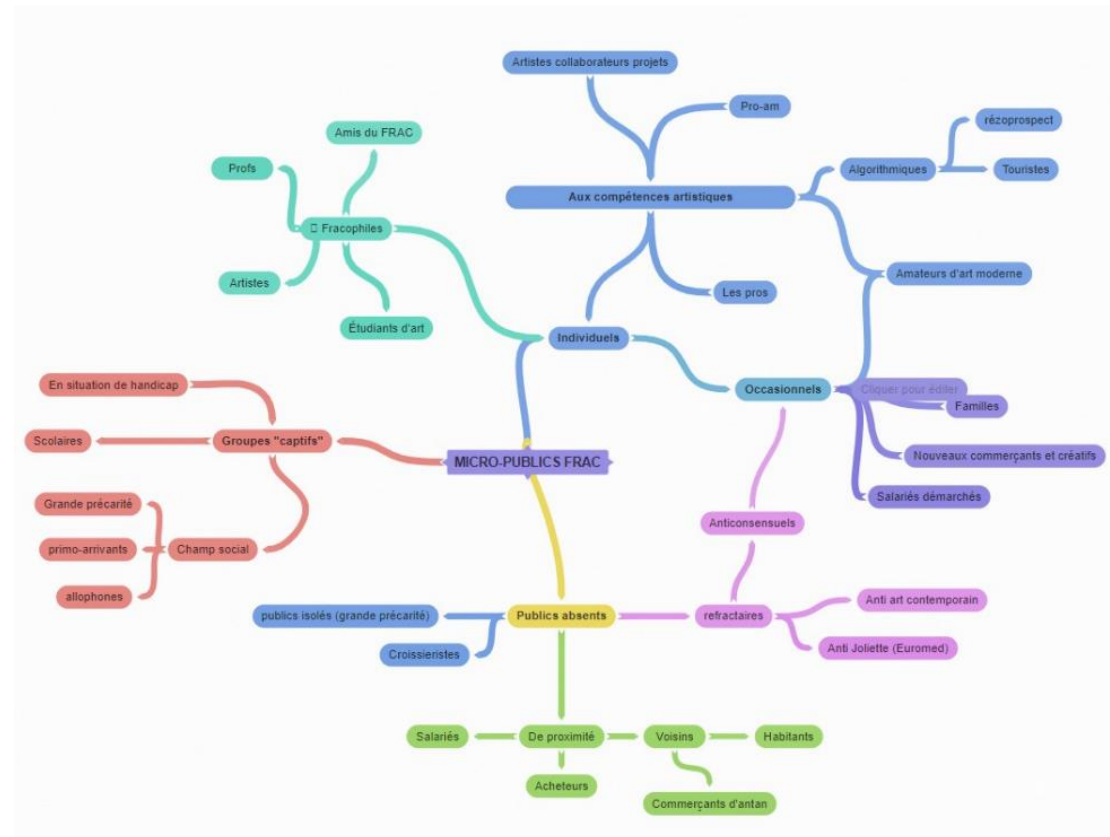 Artistes collaborateurs projets
Pro-am
rézoprospect
Amis du FRAC
Profs
Algorithmiques
Touristes
Aux compétences artistiques
Fracophiles
Amateurs d'art moderne
Artistes
Les pros
Étudiants d'art
Individuels
En situation de handicap
Occasionnels
Cliquer pour éditer
Familles
Scolaires
Groupes "captifs"
MICRO-PUBLICS FRAC
Nouveaux commerçants et créatifs
Salariés démarchés
Grande précarité
Anticonsensuels
primo-arrivants
Champ social
allophones
Anti art contemporain
publics isolés (grande précarité)
Publics absents
refractaires
Croissieristes
Anti Joliette (Euromed)
Salariés
De proximité
Voisins
Habitants
Acheteurs
Commerçants d'antan